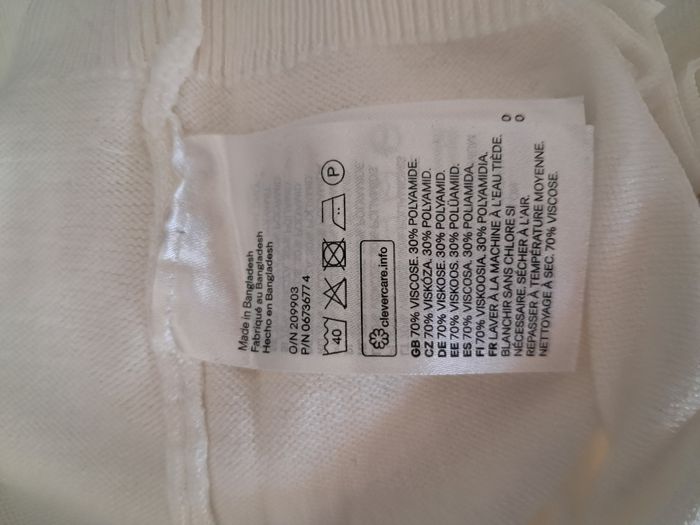 Made in Bangladesh
Fabriqué au Bangladesh
Hecho en Bangladesh
O/N 209903
P/N 0673677 4
40
P
clevercare.info
GB 70% VISCOSE. 30% POLYAMIDE.
CZ 70% VISKÓZA. 30% POLYAMID.
DE 70% VISKOSE. 30% POLYAMID.
EE 70% VISKOOS. 30% POLÜAMIID.
ES 70% VISCOSA. 30% POLIAMIDA.
FI 70% VISKOOSIA. 30% POLYAMIDIA.
FR LAVER À LA MACHINE À L'EAU TIÈDE.
BLANCHIR SANS CHLORE SI
NÉCESSAIRE. SÉCHER À L'AIR.
REPASSER À TEMPÉRATURE MOYENNE.
NETTOYAGE À SEC. 70% VISCOSE.
0
0